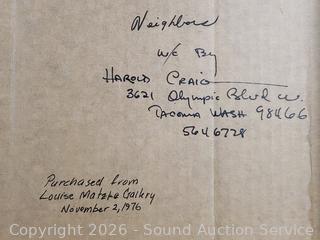 Neighbors
w/c By
HAROLD CRAIG
3621 Olympic Blvd W.
TACOMA WASH 98466
5646728
Purchased from
Louise Matzke Gallery
November 2, 1976
Copyright 2026 - Sound Auction Service